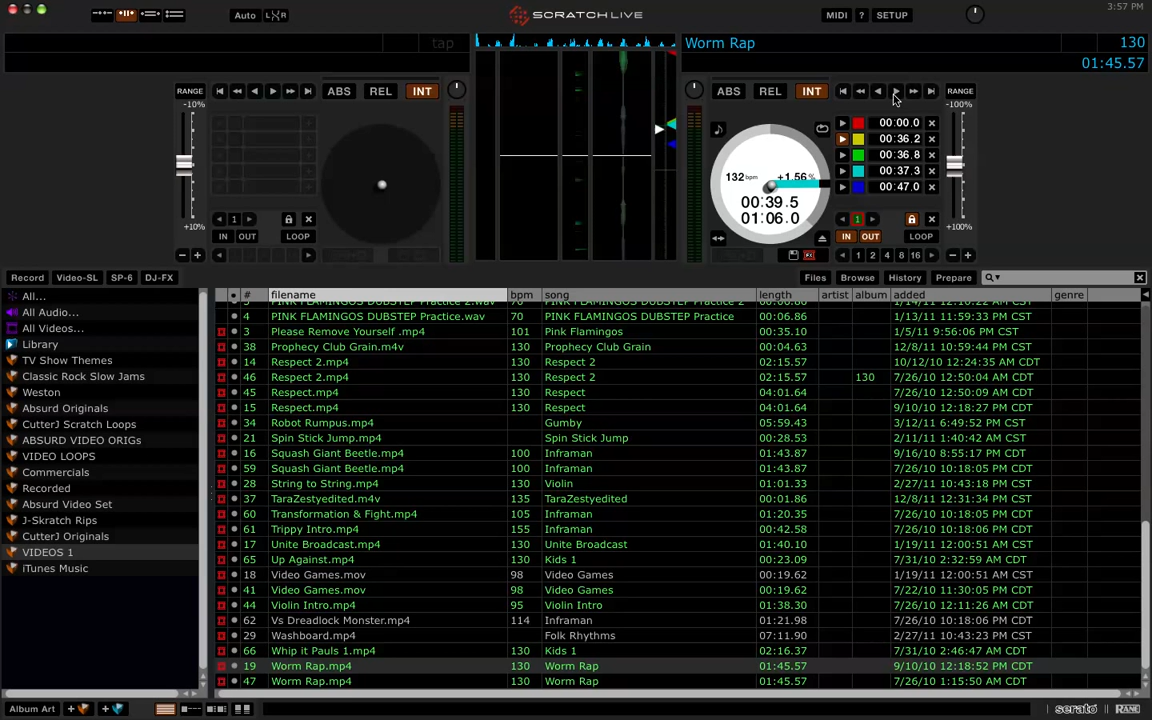 3:57 PM
Auto L R SCRATCH LIVE MIDI ? SETUP
tap
Worm Rap 130
01:45.57
RANGE ABS REL INT ABS REL INT RANGE
-10% -100%
00:00.0
00:36.2
00:36.8
132 bpm +1.56 % 00:37.3
00:39.5 00:47.0
01:06.0
+10% +100%
1 1
IN OUT LOOP IN OUT LOOP
1 2 4 8 16
Record Video-SL SP-6 DJ-FX Files Browse History Prepare
All...
All Audio...
All Videos...
Library
TV Show Themes
Classic Rock Slow Jams
Weston
Absurd Originals
CutterJ Scratch Loops
ABSURD VIDEO ORIGs
VIDEO LOOPS
Commercials
Recorded
Absurd Video Set
J-Skratch Rips
CutterJ Originals
VIDEOS 1
iTunes Music
# filename bpm song length artist album added genre
4 PINK FLAMINGOS DUBSTEP Practice.wav 70 PINK FLAMINGOS DUBSTEP Practice 00:06.86 1/13/11 11:59:33 PM CST
3 Please Remove Yourself .mp4 101 Pink Flamingos 00:35.10 1/5/11 9:56:06 PM CST
38 Prophecy Club Grain.m4v 130 Prophecy Club Grain 00:04.63 12/8/11 10:59:44 PM CST
14 Respect 2.mp4 130 Respect 2 02:15.57 10/12/10 12:24:35 AM CDT
46 Respect 2.mp4 130 Respect 2 02:15.57 130 7/26/10 12:50:04 AM CDT
45 Respect.mp4 130 Respect 04:01.64 7/26/10 12:50:09 AM CDT
15 Respect.mp4 130 Respect 04:01.64 9/10/10 12:18:27 PM CDT
34 Robot Rumpus.mp4 Gumby 05:59.43 3/12/11 6:49:52 PM CST
21 Spin Stick Jump.mp4 Spin Stick Jump 00:28.53 2/11/11 1:40:42 AM CST
16 Squash Giant Beetle.mp4 100 Inframan 01:43.87 9/16/10 8:55:17 PM CDT
59 Squash Giant Beetle.mp4 100 Inframan 01:43.87 7/26/10 10:18:05 PM CDT
28 String to String.mp4 130 Violin 01:01.33 2/27/11 10:43:18 PM CST
37 TaraZestyedited.m4v 135 TaraZestyedited 00:01.86 12/8/11 12:31:34 PM CST
60 Transformation & Fight.mp4 105 Inframan 01:20.35 7/26/10 10:18:05 PM CDT
61 Trippy Intro.mp4 155 Inframan 00:42.58 7/26/10 10:18:06 PM CDT
17 Unite Broadcast.mp4 130 Unite Broadcast 01:40.10 1/19/11 12:00:51 AM CST
65 Up Against.mp4 130 Kids 1 00:23.09 7/31/10 2:32:59 AM CDT
18 Video Games.mov 98 Video Games 00:19.62 1/19/11 12:00:51 AM CST
41 Video Games.mov 98 Video Games 00:19.62 7/22/10 11:30:05 PM CDT
44 Violin Intro.mp4 95 Violin Intro 01:38.30 7/26/10 12:11:26 AM CDT
62 Vs Dreadlock Monster.mp4 114 Inframan 01:21.98 7/26/10 10:18:06 PM CDT
29 Washboard.mp4 Folk Rhythms 07:11.90 2/27/11 10:43:23 PM CST
66 Whip it Pauls 1.mp4 130 Kids 1 02:16.37 7/31/10 2:46:47 AM CDT
19 Worm Rap.mp4 130 Worm Rap 01:45.57 9/10/10 12:18:52 PM CDT
47 Worm Rap.mp4 130 Worm Rap 01:45.57 7/26/10 1:15:50 AM CDT
Album Art serato RANE